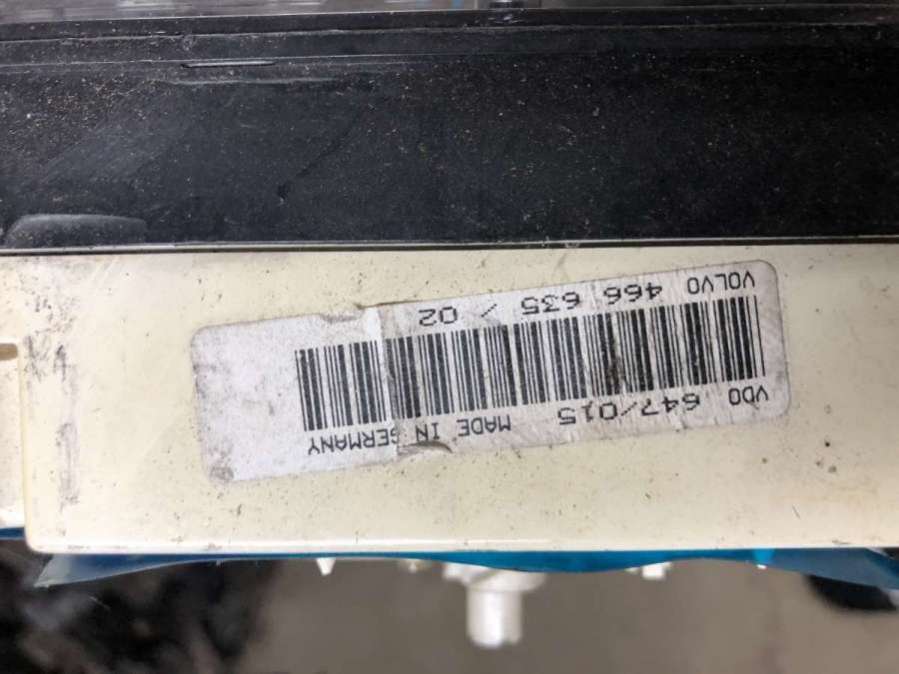 VDO 647/015 MADE IN GERMANY
VOLVO 466 635 / 02